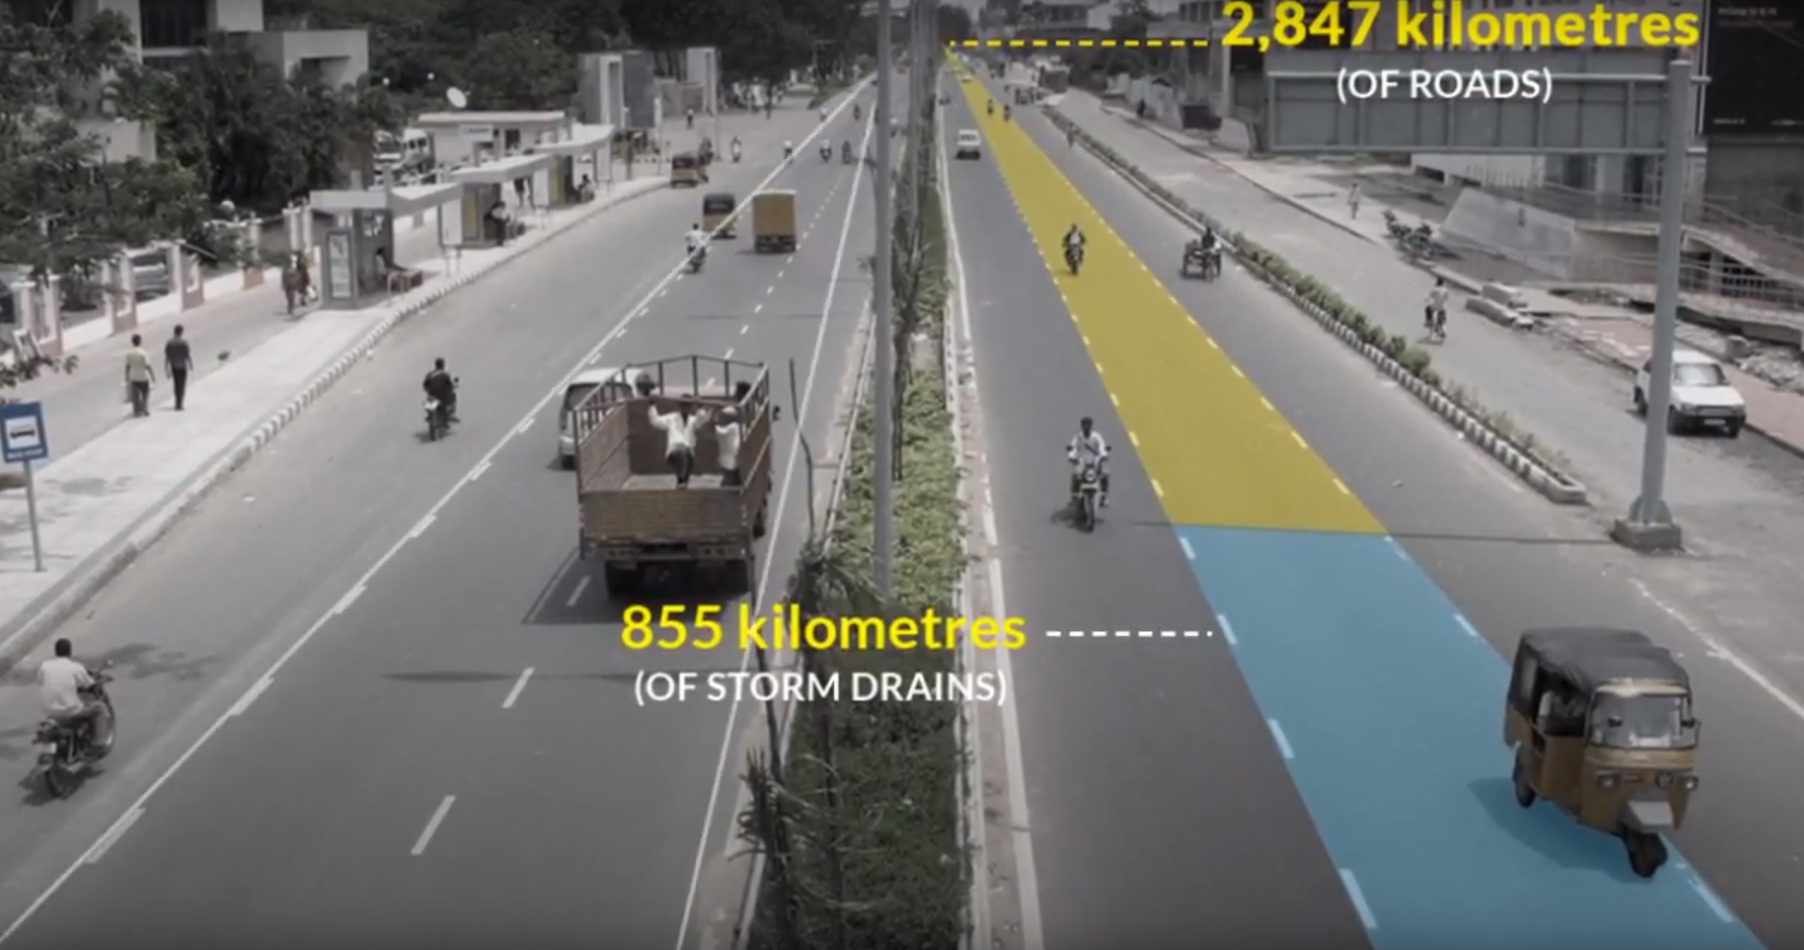 2,847 kilometres
(OF ROADS)
855 kilometres
(OF STORM DRAINS)